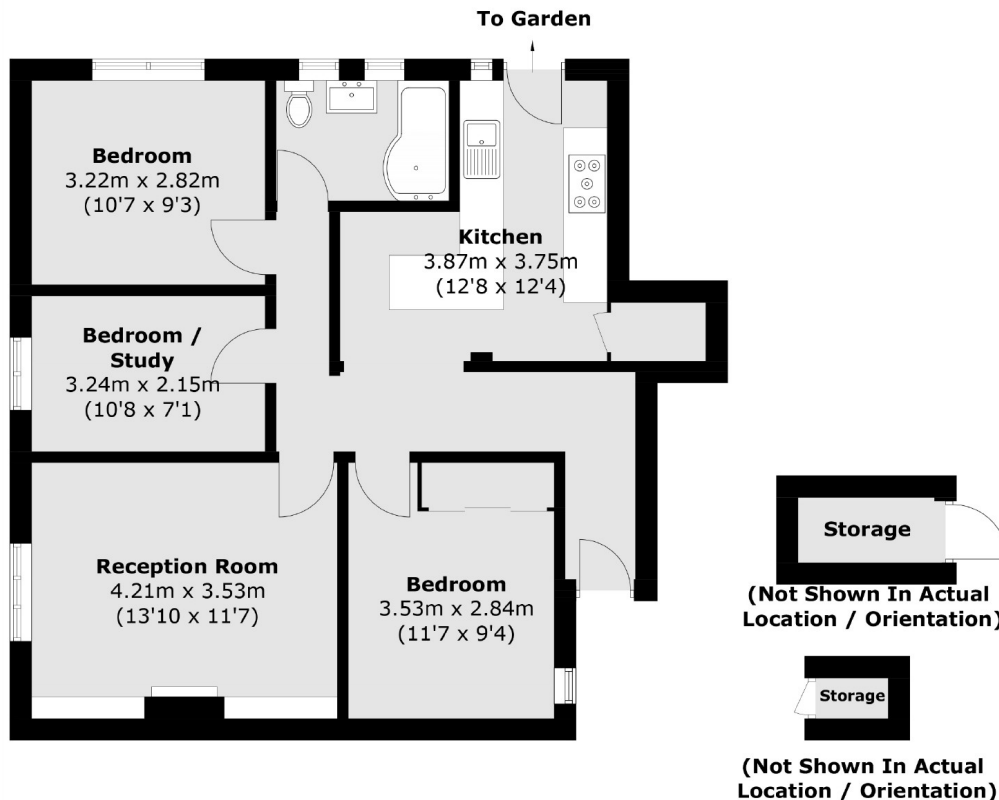 To Garden
Bedroom
3.22m x 2.82m
(10'7 x 9'3)
Kitchen
3.87m x 3.75m
(12'8 x 12'4)
Bedroom /
Study
3.24m x 2.15m
(10'8 x 7'1)
Reception Room
4.21m x 3.53m
(13'10 x 11'7)
Bedroom
3.53m x 2.84m
(11'7 x 9'4)
Storage
(Not Shown In Actual
Location / Orientation)
Storage
(Not Shown In Actual
Location / Orientation)